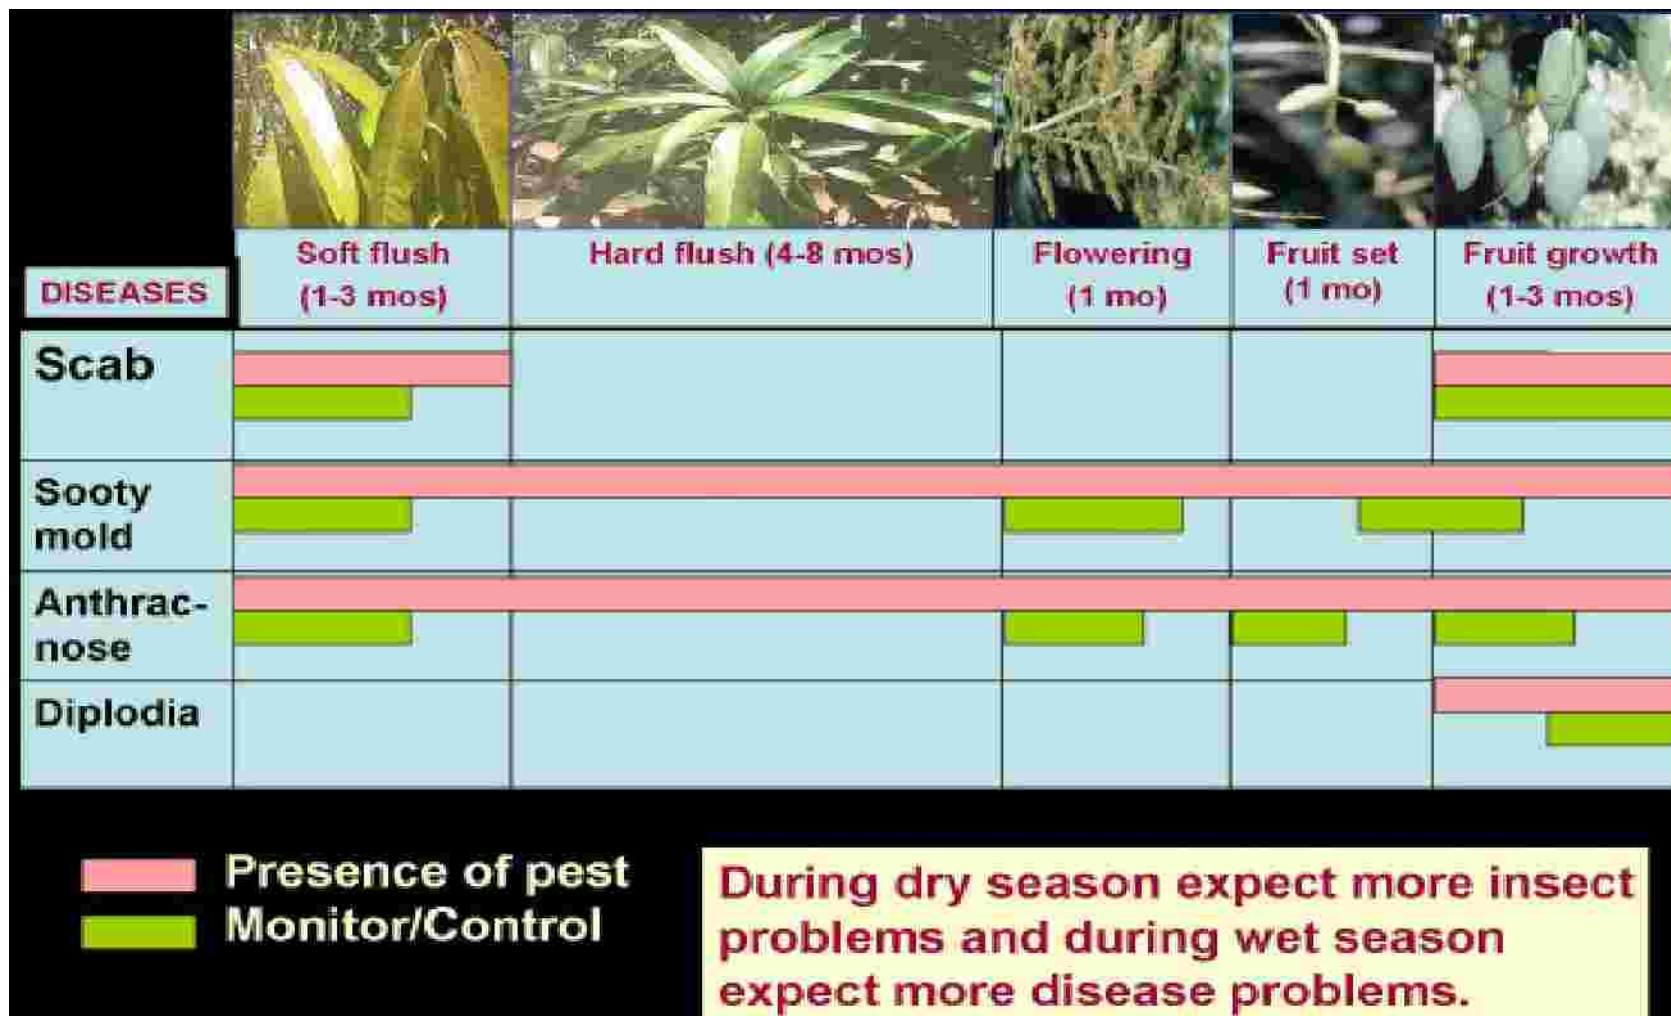 Soft flush
(1-3 mos)
Hard flush (4-8 mos)
Flowering
(1 mo)
Fruit set
(1 mo)
Fruit growth
(1-3 mos)
DISEASES
Scab
Sooty
mold
Anthrac-
nose
Diplodia
Presence of pest
Monitor/Control
During dry season expect more insect
problems and during wet season
expect more disease problems.